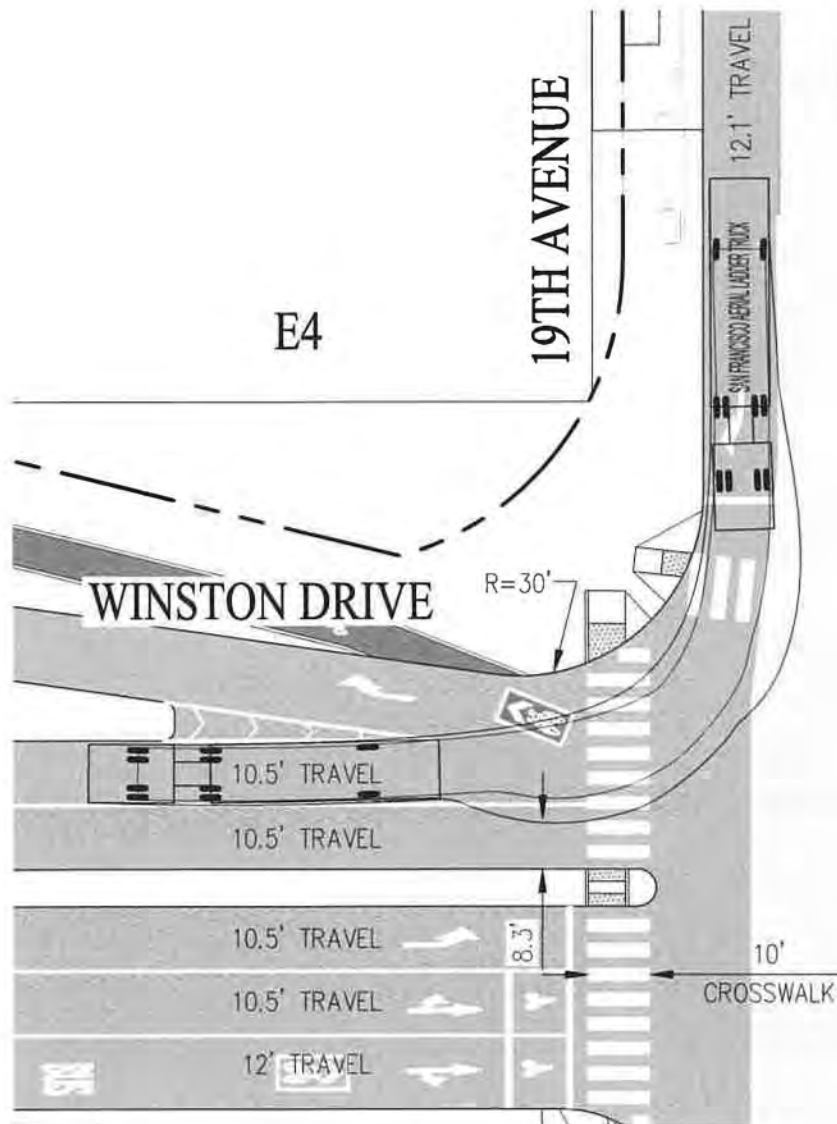 12.1' TRAVEL
19TH AVENUE
SAN FRANCISCO AERIAL LADDER TRUCK
E4
WINSTON DRIVE
R=30'
10.5' TRAVEL
10.5' TRAVEL
10.5' TRAVEL
8.3'
10'
CROSSWALK
10.5' TRAVEL
12' TRAVEL